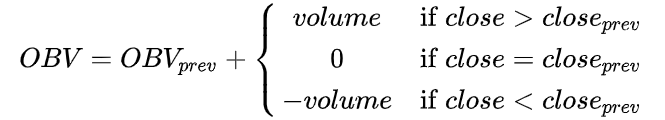 volume if close > close_prev
OBV = OBV_prev + { 0 if close = close_prev
−volume if close < close_prev